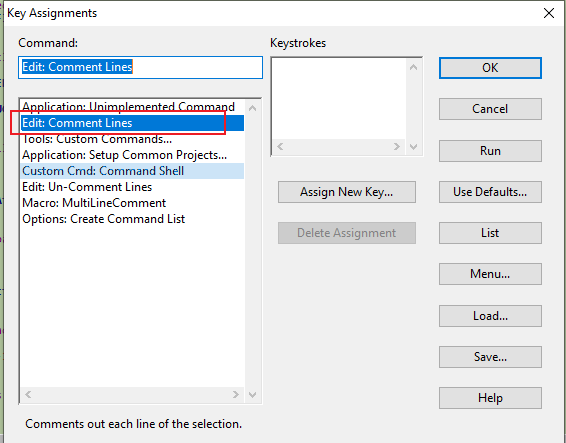 Key Assignments
Command:
Edit: Comment Lines
Application: Unimplemented Command
Edit: Comment Lines
Tools: Custom Commands...
Application: Setup Common Projects...
Custom Cmd: Command Shell
Edit: Un-Comment Lines
Macro: MultiLineComment
Options: Create Command List
Keystrokes
Assign New Key...
Delete Assignment
OK
Cancel
Run
Use Defaults...
List
Menu...
Load...
Save...
Help
Comments out each line of the selection.